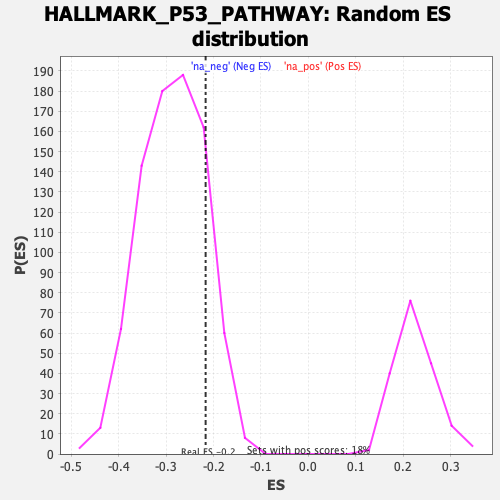 HALLMARK_P53_PATHWAY: Random ES
distribution
'na_neg' (Neg ES) 'na_pos' (Pos ES)
190
180
170
160
150
140
130
120
110
100
90
80
70
60
50
40
30
20
10
0
P(ES)
Real ES -0.2
Sets with pos scores: 18%
-0.5 -0.4 -0.3 -0.2 -0.1 0.0 0.1 0.2 0.3
ES